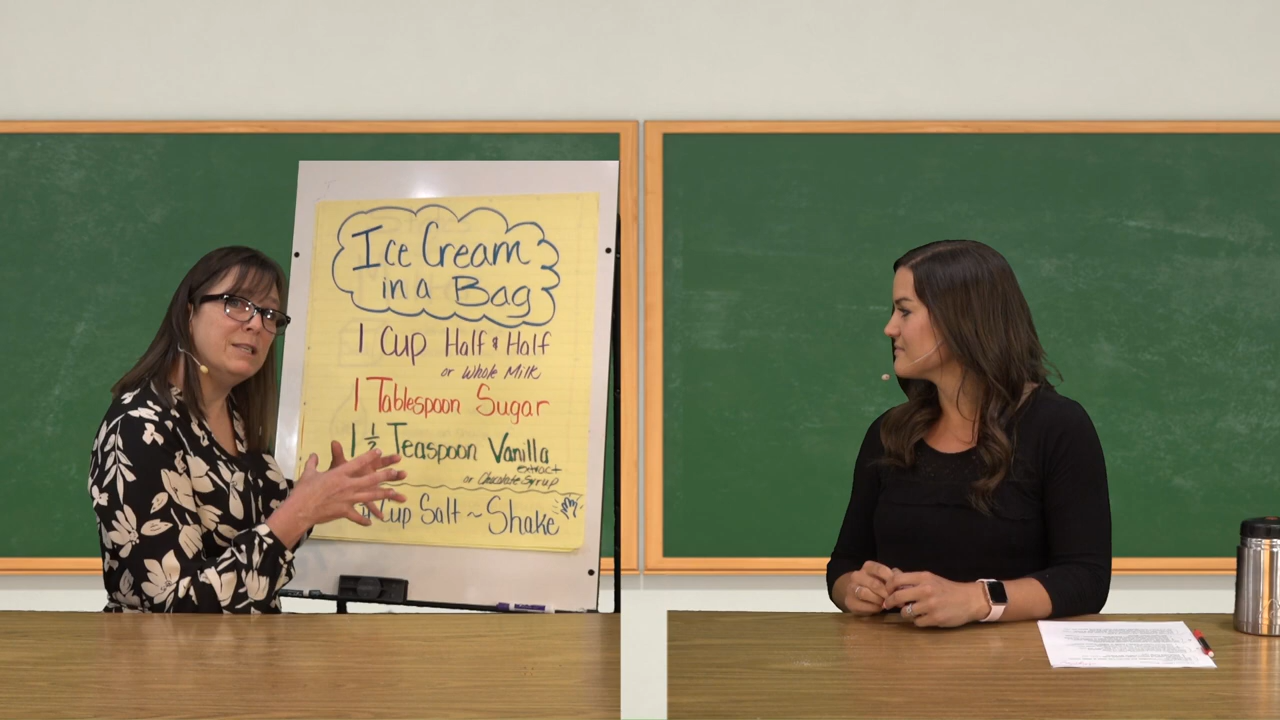 Ice Cream
in a Bag
1 Cup Half & Half
or Whole Milk
1 Tablespoon Sugar
1 ½ Teaspoon Vanilla
extract
or Chocolate Syrup
Cup Salt ~ Shake